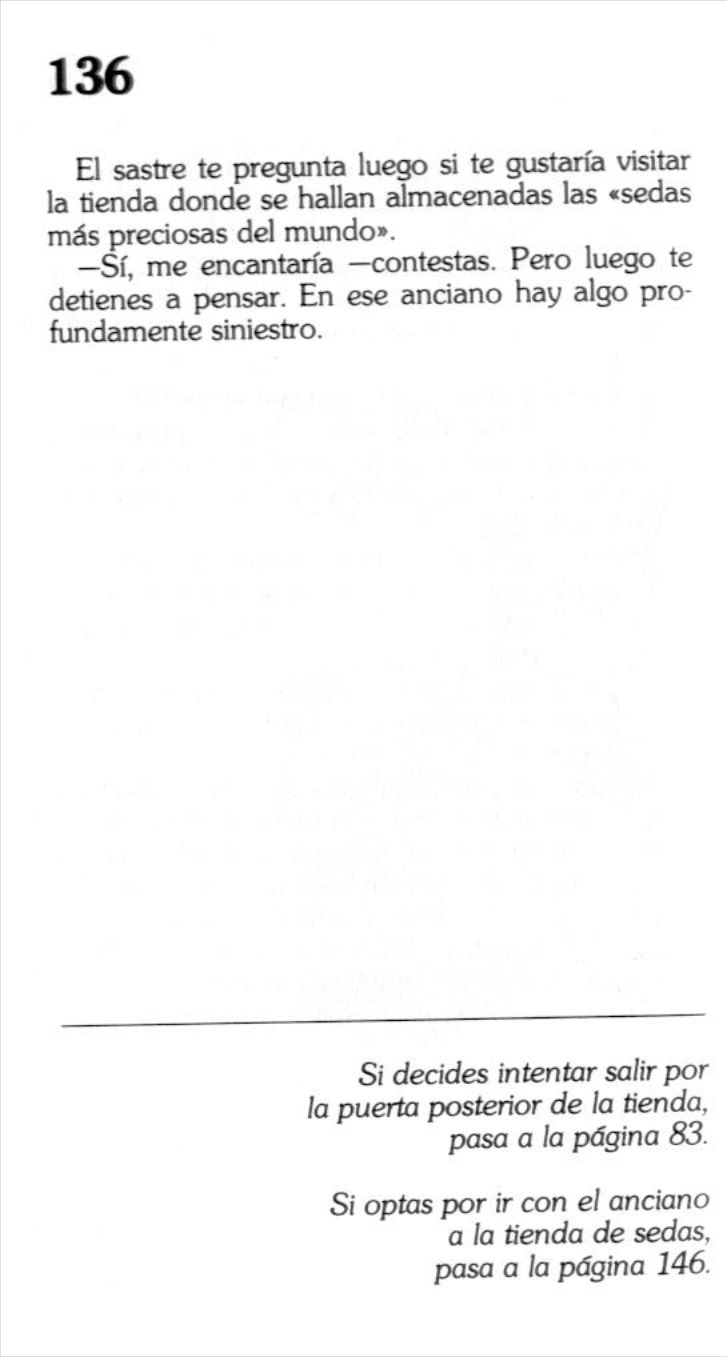 136
El sastre te pregunta luego si te gustaría visitar
la tienda donde se hallan almacenadas las «sedas
más preciosas del mundo».
—Sí, me encantaría —contestas. Pero luego te
detienes a pensar. En ese anciano hay algo pro-
fundamente siniestro.
Si decides intentar salir por
la puerta posterior de la tienda,
pasa a la página 83.
Si optas por ir con el anciano
a la tienda de sedas,
pasa a la página 146.